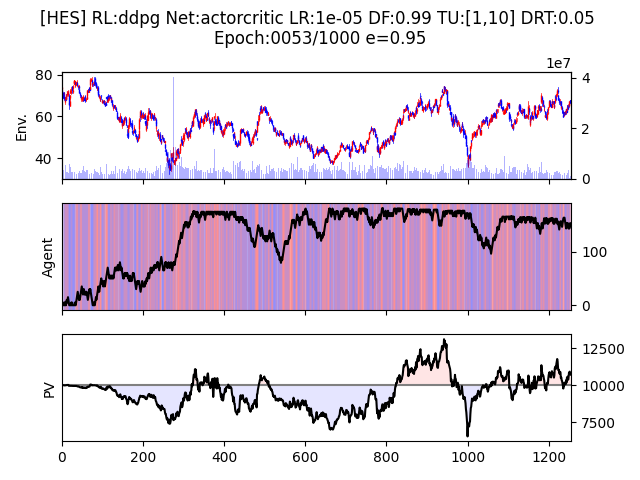 [HES] RL:ddpg Net:actorcritic LR:1e-05 DF:0.99 TU:[1,10] DRT:0.05
Epoch:0053/1000 e=0.95
1e7
80
60
40
Env.
4
2
0
Agent
100
0
PV
12500
10000
7500
0 200 400 600 800 1000 1200